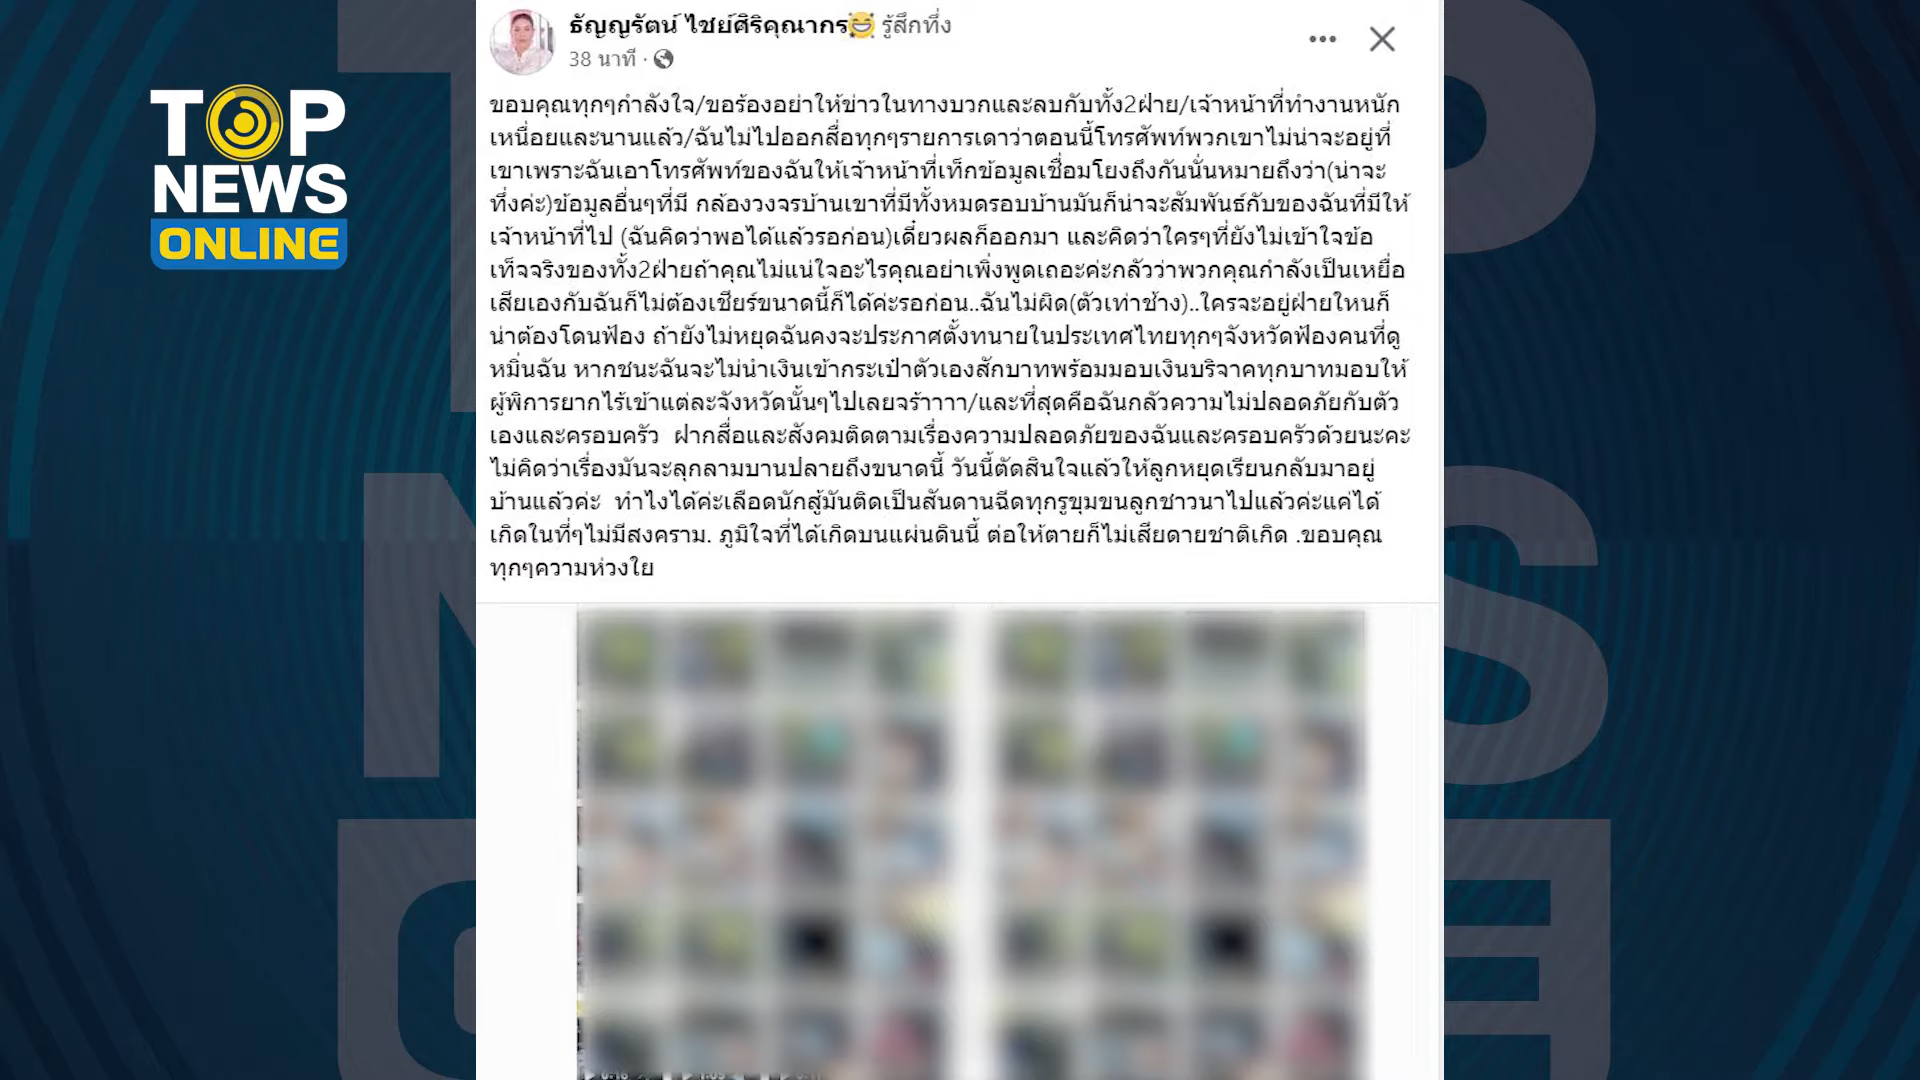 TOP
NEWS
ONLINE
ธัญญรัตน์ ไชย์ศิริคุณากร รู้สึกทึ่ง
38 นาที ·
ขอบคุณทุกๆกำลังใจ/ขอร้องอย่าให้ข่าวในทางบวกและลบกับทั้ง2ฝ่าย/เจ้าหน้าที่ทำงานหนัก
เหนื่อยและนานแล้ว/ฉันไม่ไปออกสื่อทุกๆรายการเดาว่าตอนนี้โทรศัพท์พวกเขาไม่น่าจะอยู่ที่
เขาเพราะฉันเอาโทรศัพท์ของฉันให้เจ้าหน้าที่เท็กข้อมูลเชื่อมโยงถึงกันนั่นหมายถึงว่า(น่าจะ
ทึ่งค่ะ)ข้อมูลอื่นๆที่มี กล้องวงจรบ้านเขาที่มีทั้งหมดรอบบ้านมันก็น่าจะสัมพันธ์กับของฉันที่มีให้
เจ้าหน้าที่ไป (ฉันคิดว่าพอได้แล้วรอก่อน)เดี๋ยวผลก็ออกมา และคิดว่าใครๆที่ยังไม่เข้าใจข้อ
เท็จจริงของทั้ง2ฝ่ายถ้าคุณไม่แน่ใจอะไรคุณอย่าเพิ่งพูดเถอะค่ะกลัวว่าพวกคุณกำลังเป็นเหยื่อ
เสียเองกับฉันก็ไม่ต้องเชียร์ขนาดนี้ก็ได้ค่ะรอก่อน..ฉันไม่ผิด(ตัวเท่าช้าง)..ใครจะอยู่ฝ่ายใหนก็
น่าต้องโดนฟ้อง ถ้ายังไม่หยุดฉันคงจะประกาศตั้งทนายในประเทศไทยทุกๆจังหวัดฟ้องคนที่ดู
หมิ่นฉัน หากชนะฉันจะไม่นำเงินเข้ากระเป๋าตัวเองสักบาทพร้อมมอบเงินบริจาคทุกบาทมอบให้
ผู้พิการยากไร้เข้าแต่ละจังหวัดนั้นๆไปเลยจร้าาาา/และที่สุดคือฉันกลัวความไม่ปลอดภัยกับตัว
เองและครอบครัว ฝากสื่อและสังคมติดตามเรื่องความปลอดภัยของฉันและครอบครัวด้วยนะคะ
ไม่คิดว่าเรื่องมันจะลุกลามบานปลายถึงขนาดนี้ วันนี้ตัดสินใจแล้วให้ลูกหยุดเรียนกลับมาอยู่
บ้านแล้วค่ะ ทำไงได้ค่ะเลือดนักสู้มันติดเป็นสันดานฉีดทุกรูขุมขนลูกชาวนาไปแล้วค่ะแค่ได้
เกิดในที่ๆไม่มีสงคราม. ภูมิใจที่ได้เกิดบนแผ่นดินนี้ ต่อให้ตายก็ไม่เสียดายชาติเกิด .ขอบคุณ
ทุกๆความห่วงใย